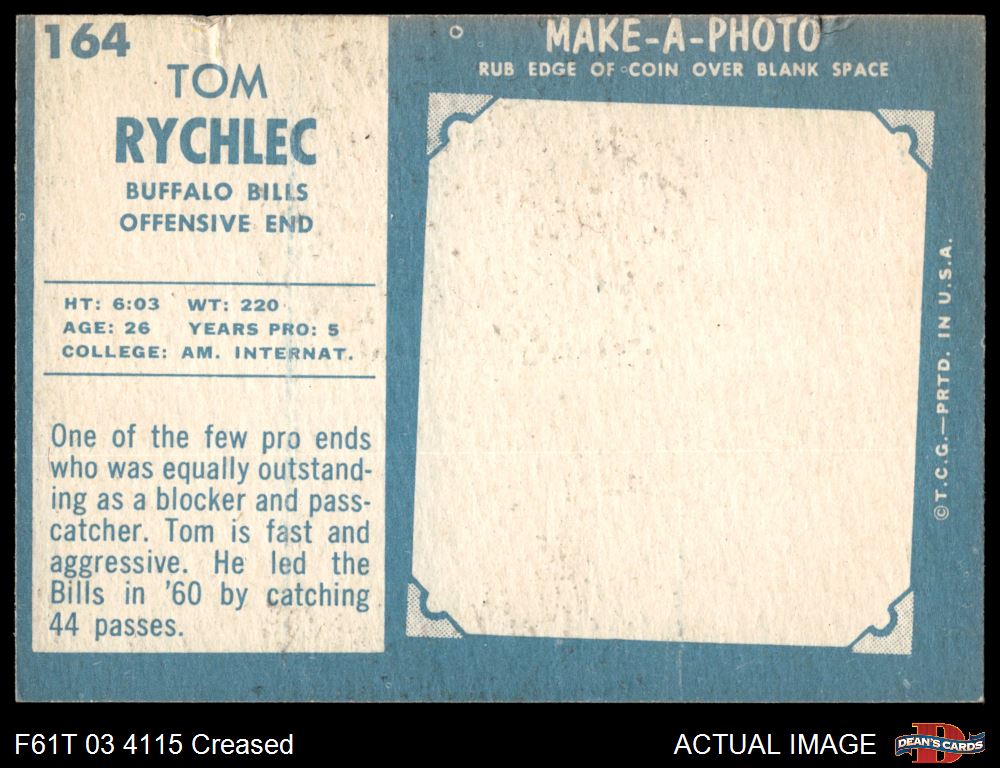 164
TOM
RYCHLEC
BUFFALO BILLS
OFFENSIVE END
HT: 6:03 WT: 220
AGE: 26 YEARS PRO: 5
COLLEGE: AM. INTERNAT.
One of the few pro ends
who was equally outstand-
ing as a blocker and pass-
catcher. Tom is fast and
aggressive. He led the
Bills in '60 by catching
44 passes.
MAKE-A-PHOTO
RUB EDGE OF COIN OVER BLANK SPACE
©T.C.G.—PRTD. IN U.S.A.
F61T 03 4115 Creased
ACTUAL IMAGE
DEAN'S CARDS